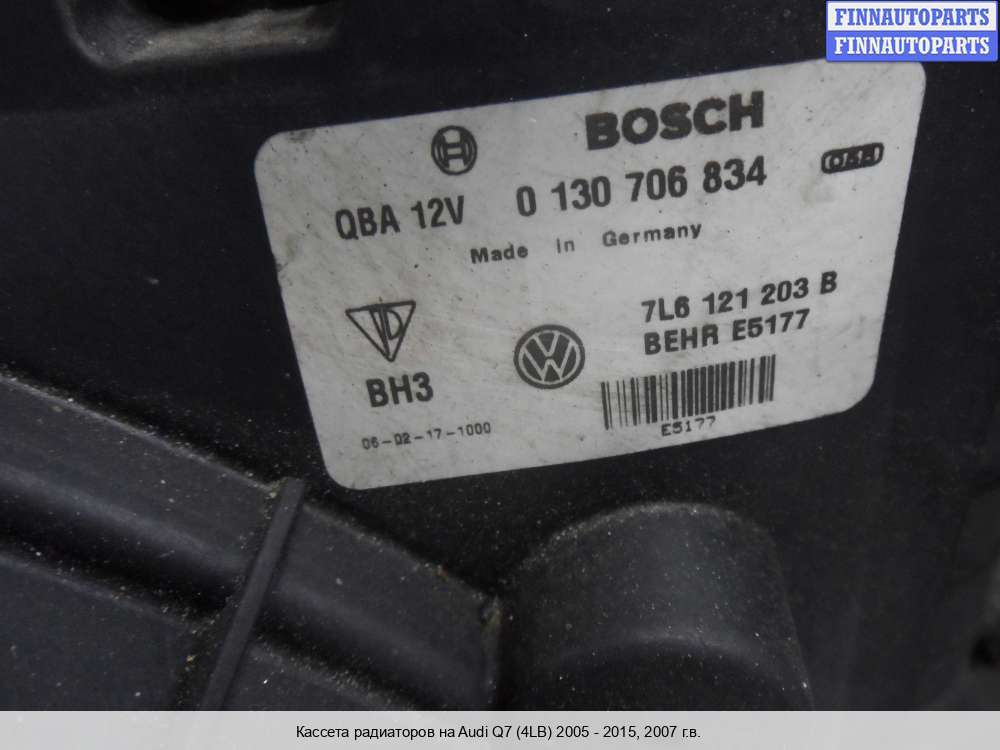 FINNAUTOPARTS
FINNAUTOPARTS
BOSCH
QBA 12V 0 130 706 834
Made in Germany
7L6 121 203 B
BEHR E5177
BH3
06-02-17-1000
E5177
Кассета радиаторов на Audi Q7 (4LB) 2005 - 2015, 2007 г.в.